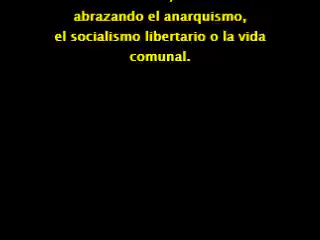 abrazando el anarquismo,
el socialismo libertario o la vida
comunal.